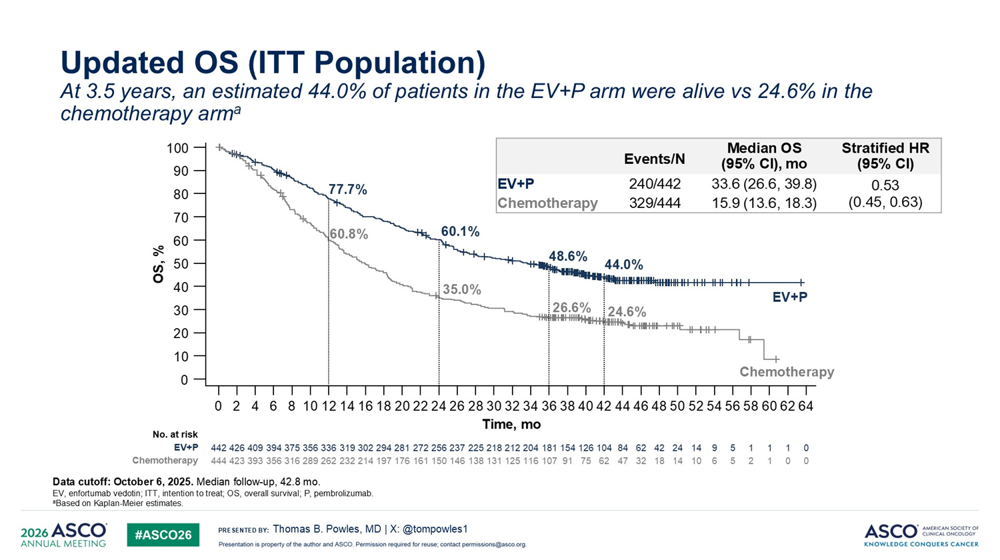 Updated OS (ITT Population)
At 3.5 years, an estimated 44.0% of patients in the EV+P arm were alive vs 24.6% in the
chemotherapy armᵃ
Events/N
Median OS
(95% CI), mo
Stratified HR
(95% CI)
EV+P 240/442 33.6 (26.6, 39.8) 0.53
Chemotherapy 329/444 15.9 (13.6, 18.3) (0.45, 0.63)
OS, %
100
90
80
70
60
50
40
30
20
10
0
77.7%
60.8%
60.1%
35.0%
48.6%
26.6%
44.0%
24.6%
EV+P
Chemotherapy
0 2 4 6 8 10 12 14 16 18 20 22 24 26 28 30 32 34 36 38 40 42 44 46 48 50 52 54 56 58 60 62 64
Time, mo
No. at risk
EV+P 442 426 409 394 375 356 336 319 302 294 281 272 256 237 225 218 212 204 181 154 126 104 84 62 42 24 14 9 5 1 1 1 0
Chemotherapy 444 423 393 356 316 289 262 232 214 197 176 161 150 146 138 131 125 116 107 91 75 62 47 32 18 14 10 6 5 2 1 0 0
Data cutoff: October 6, 2025. Median follow-up, 42.8 mo.
EV, enfortumab vedotin; ITT, intention to treat; OS, overall survival; P, pembrolizumab.
ᵃBased on Kaplan-Meier estimates.
2026 ASCO
ANNUAL MEETING
#ASCO26
PRESENTED BY: Thomas B. Powles, MD | X: @tompowles1
Presentation is property of the author and ASCO. Permission required for reuse; contact permissions@asco.org.
ASCO AMERICAN SOCIETY OF
CLINICAL ONCOLOGY
KNOWLEDGE CONQUERS CANCER